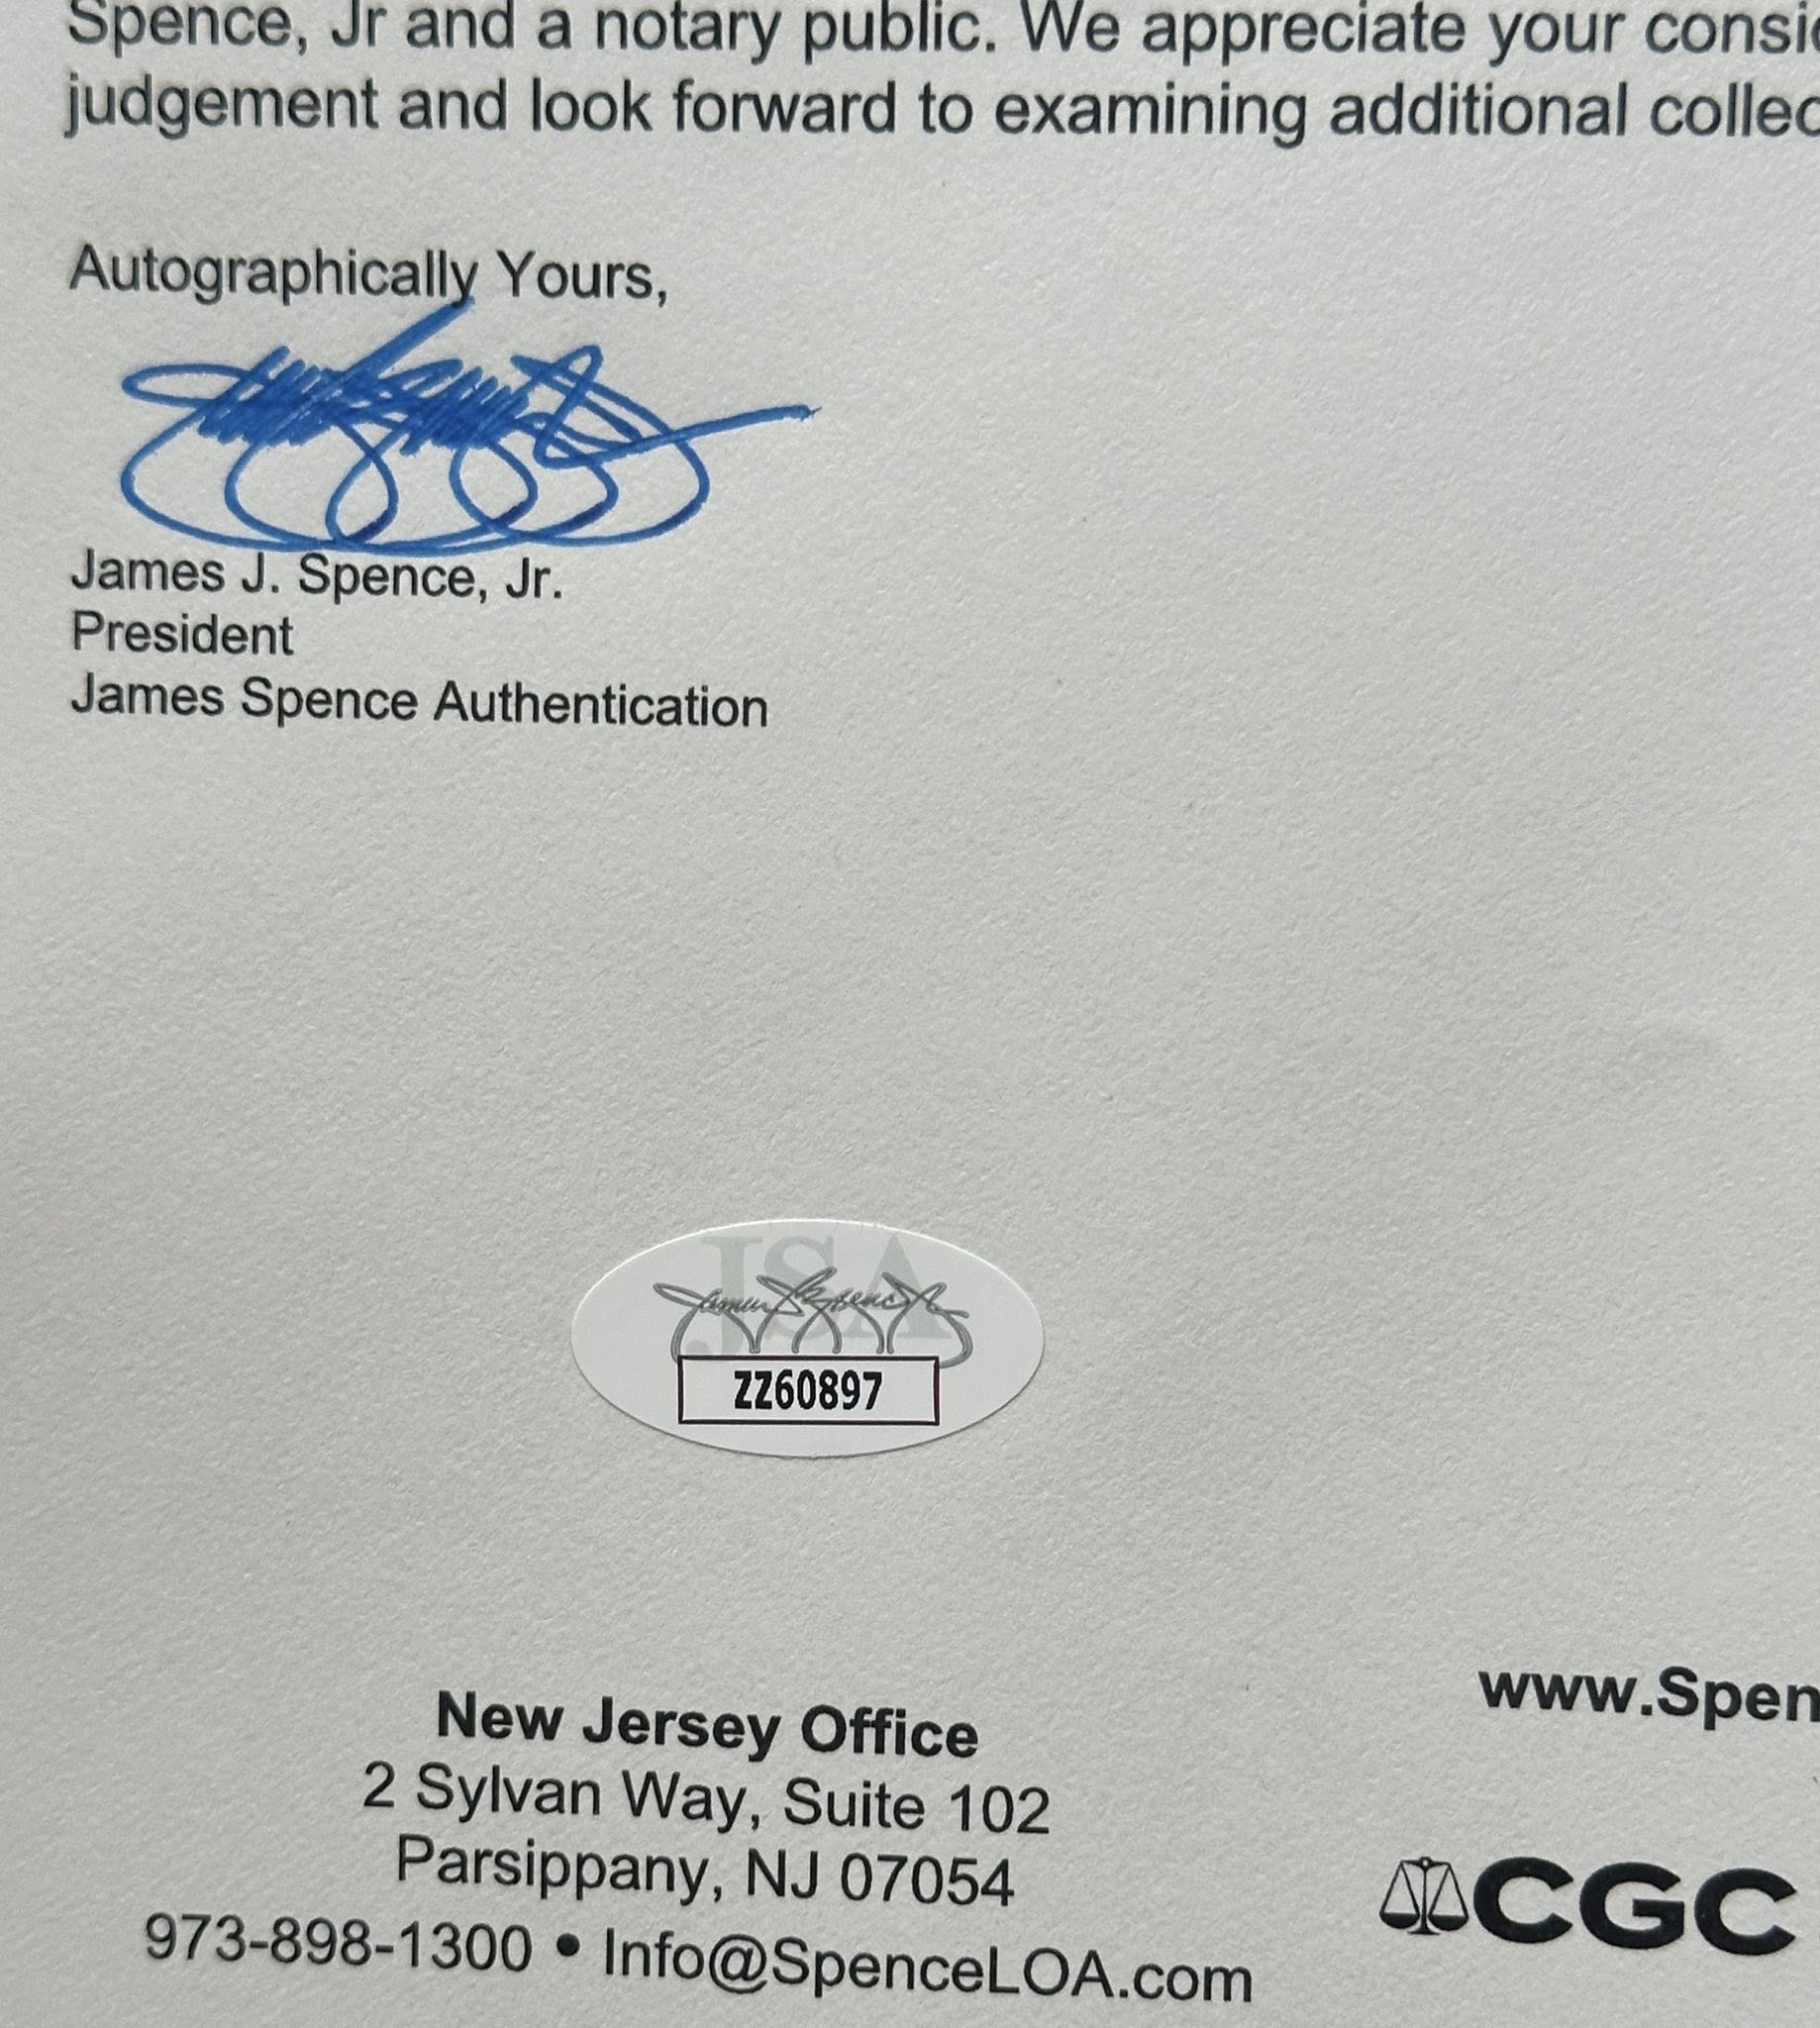 Spence, Jr and a notary public. We appreciate your
judgement and look forward to examining additional
Autographically Yours,
James J. Spence, Jr.
President
James Spence Authentication
JSA
James Spence
ZZ60897
New Jersey Office
2 Sylvan Way, Suite 102
Parsippany, NJ 07054
973-898-1300 • Info@SpenceLOA.com
www.Spen
CGC